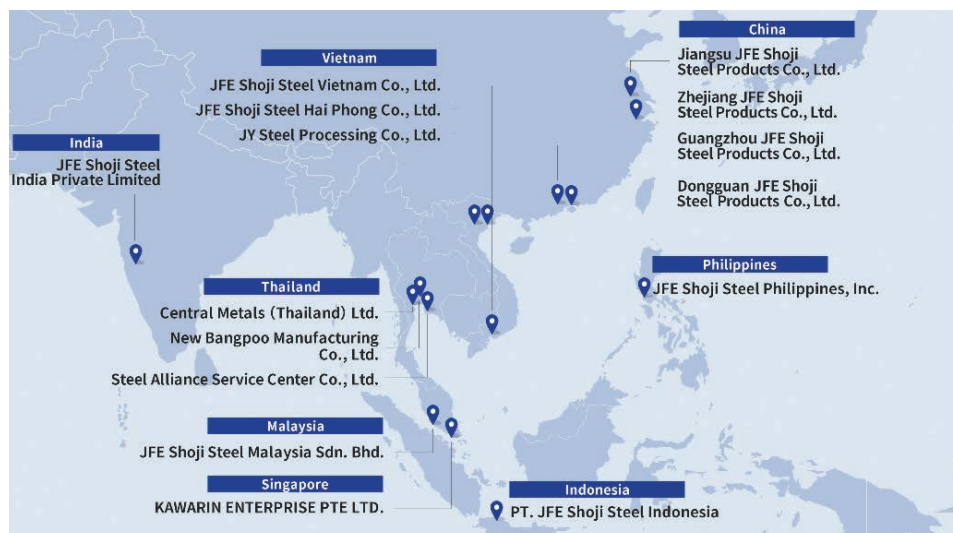 Vietnam
JFE Shoji Steel Vietnam Co., Ltd.
JFE Shoji Steel Hai Phong Co., Ltd.
JY Steel Processing Co., Ltd.
China
Jiangsu JFE Shoji
Steel Products Co., Ltd.
Zhejiang JFE Shoji
Steel Products Co., Ltd.
Guangzhou JFE Shoji
Steel Products Co., Ltd.
Dongguan JFE Shoji
Steel Products Co., Ltd.
India
JFE Shoji Steel
India Private Limited
Philippines
JFE Shoji Steel Philippines, Inc.
Thailand
Central Metals (Thailand) Ltd.
New Bangpoo Manufacturing
Co., Ltd.
Steel Alliance Service Center Co., Ltd.
Malaysia
JFE Shoji Steel Malaysia Sdn. Bhd.
Singapore
KAWARIN ENTERPRISE PTE LTD.
Indonesia
PT. JFE Shoji Steel Indonesia